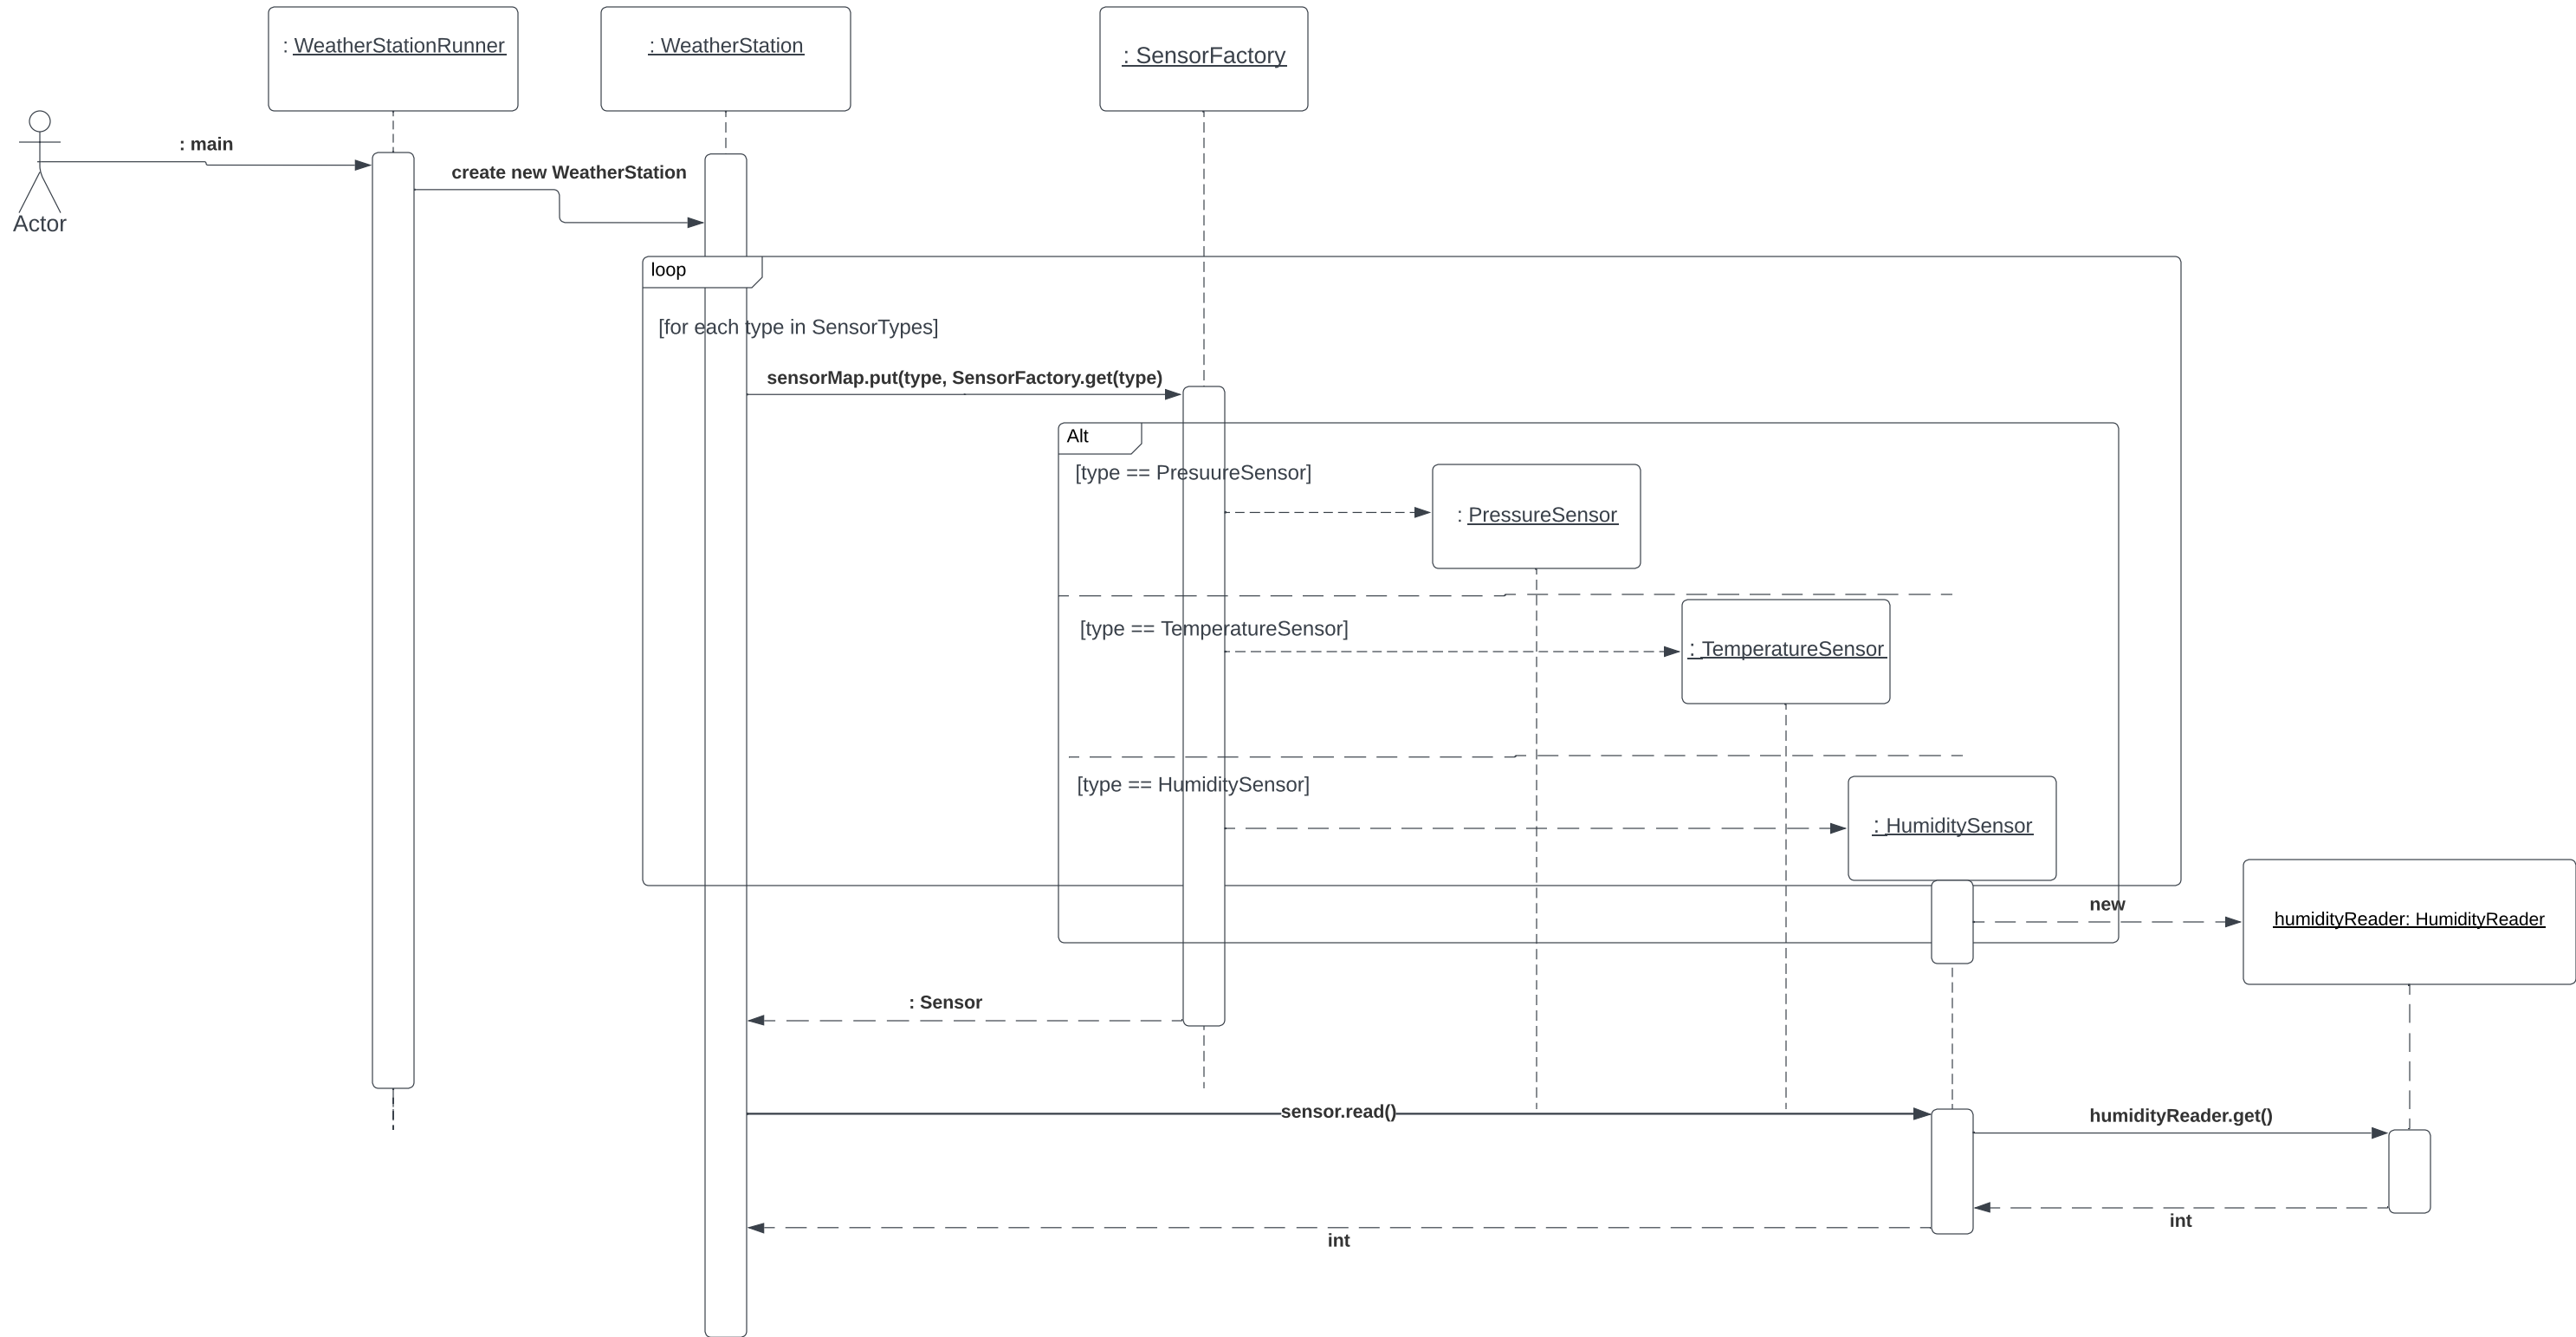 : WeatherStationRunner
: WeatherStation
: SensorFactory
: main
create new WeatherStation
Actor
loop
[for each type in SensorTypes]
sensorMap.put(type, SensorFactory.get(type)
Alt
[type == PresuureSensor]
: PressureSensor
[type == TemperatureSensor]
: TemperatureSensor
[type == HumiditySensor]
: HumiditySensor
new
humidityReader: HumidityReader
: Sensor
sensor.read()
humidityReader.get()
int
int